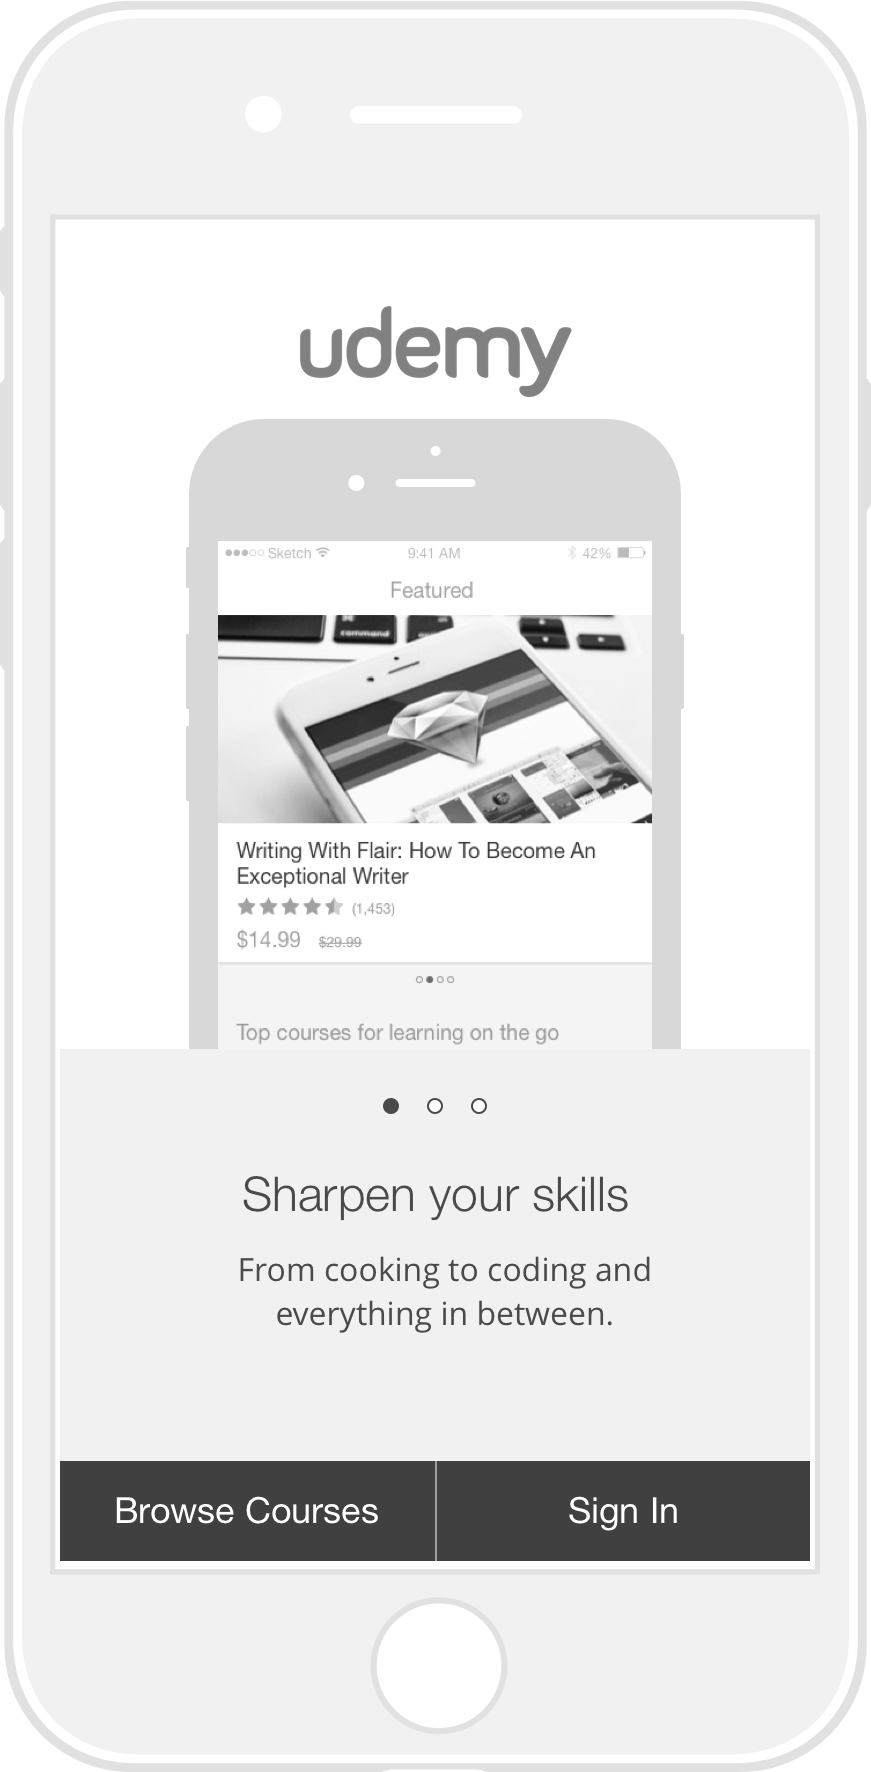 udemy
Sketch 9:41 AM 42%
Featured
command
Writing With Flair: How To Become An
Exceptional Writer
(1,453)
$14.99 $29.99
Top courses for learning on the go
Sharpen your skills
From cooking to coding and
everything in between.
Browse Courses Sign In